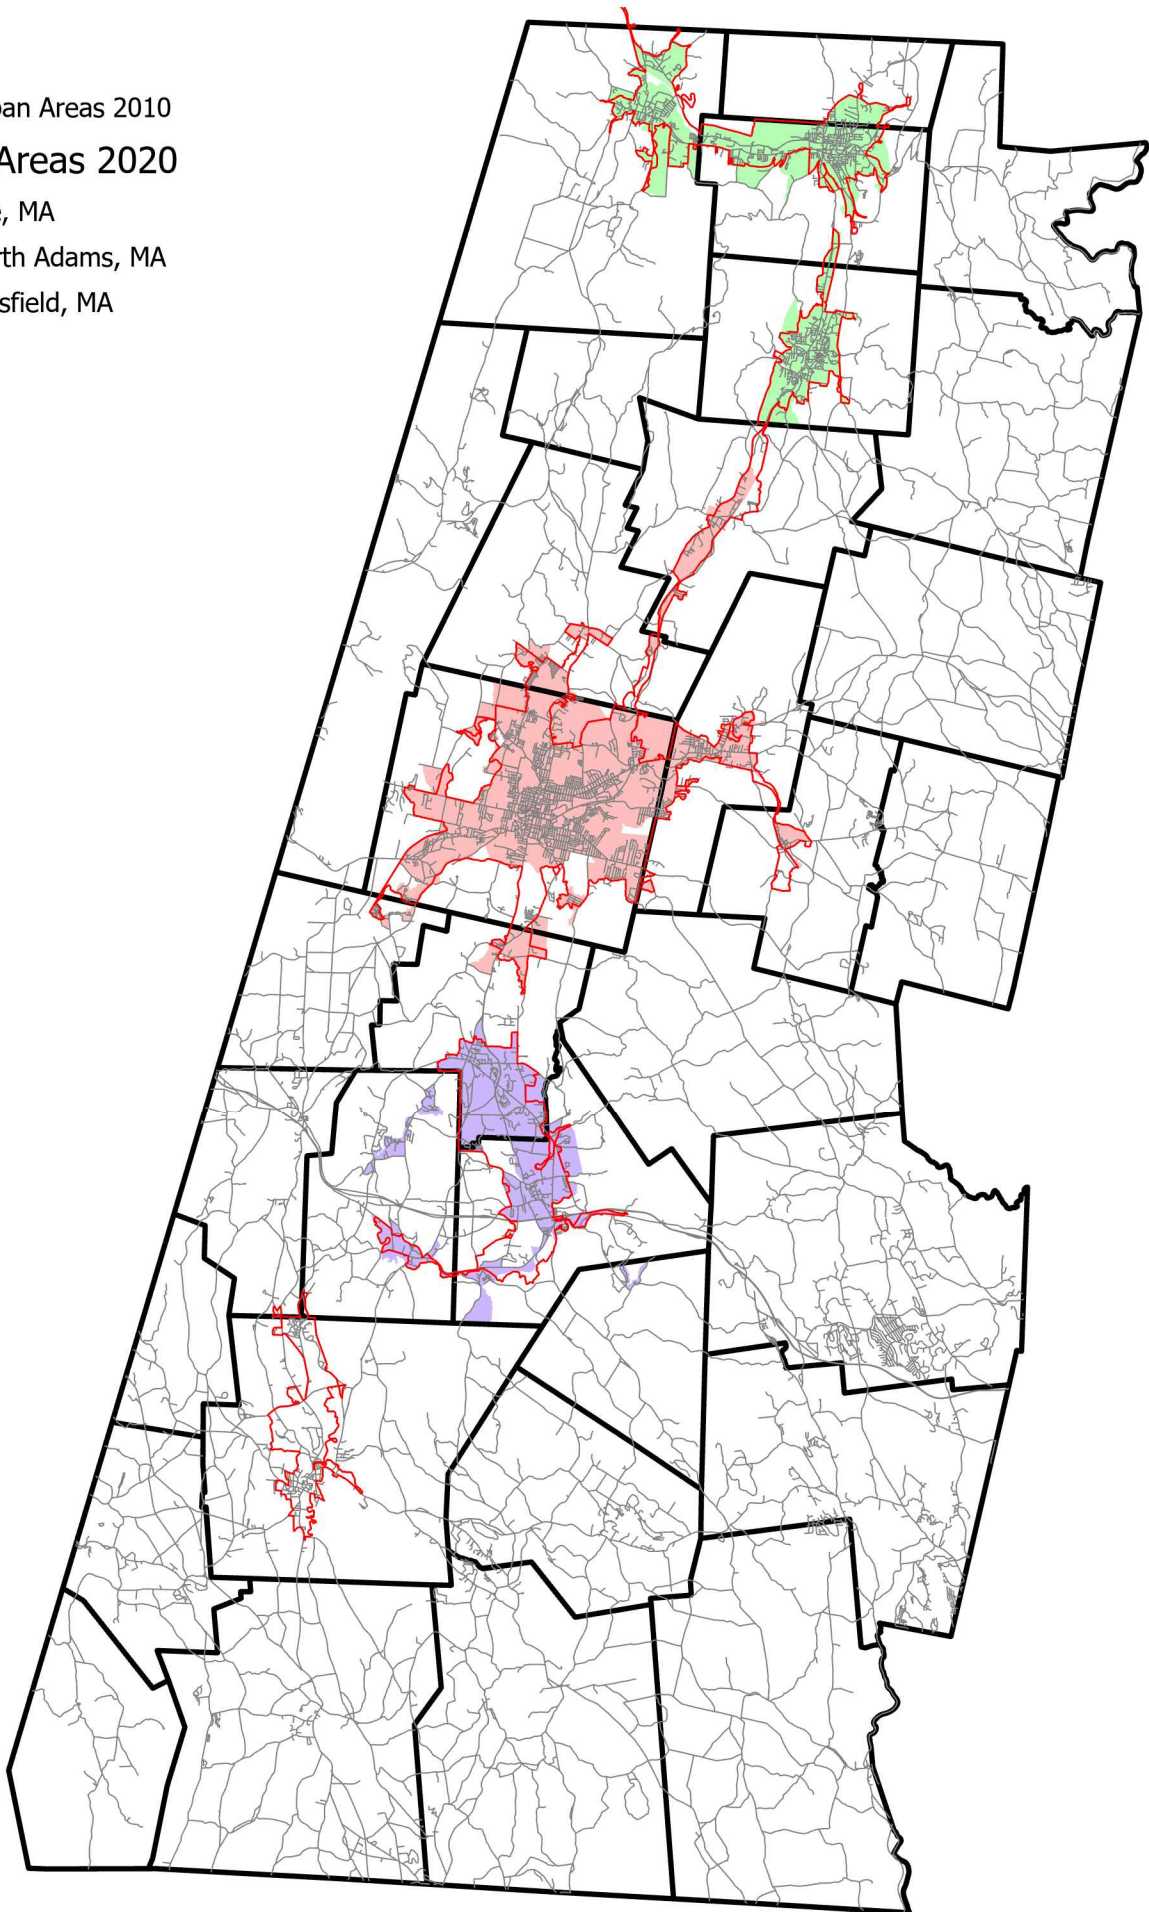 an Areas 2010
Areas 2020
, MA
th Adams, MA
sfield, MA